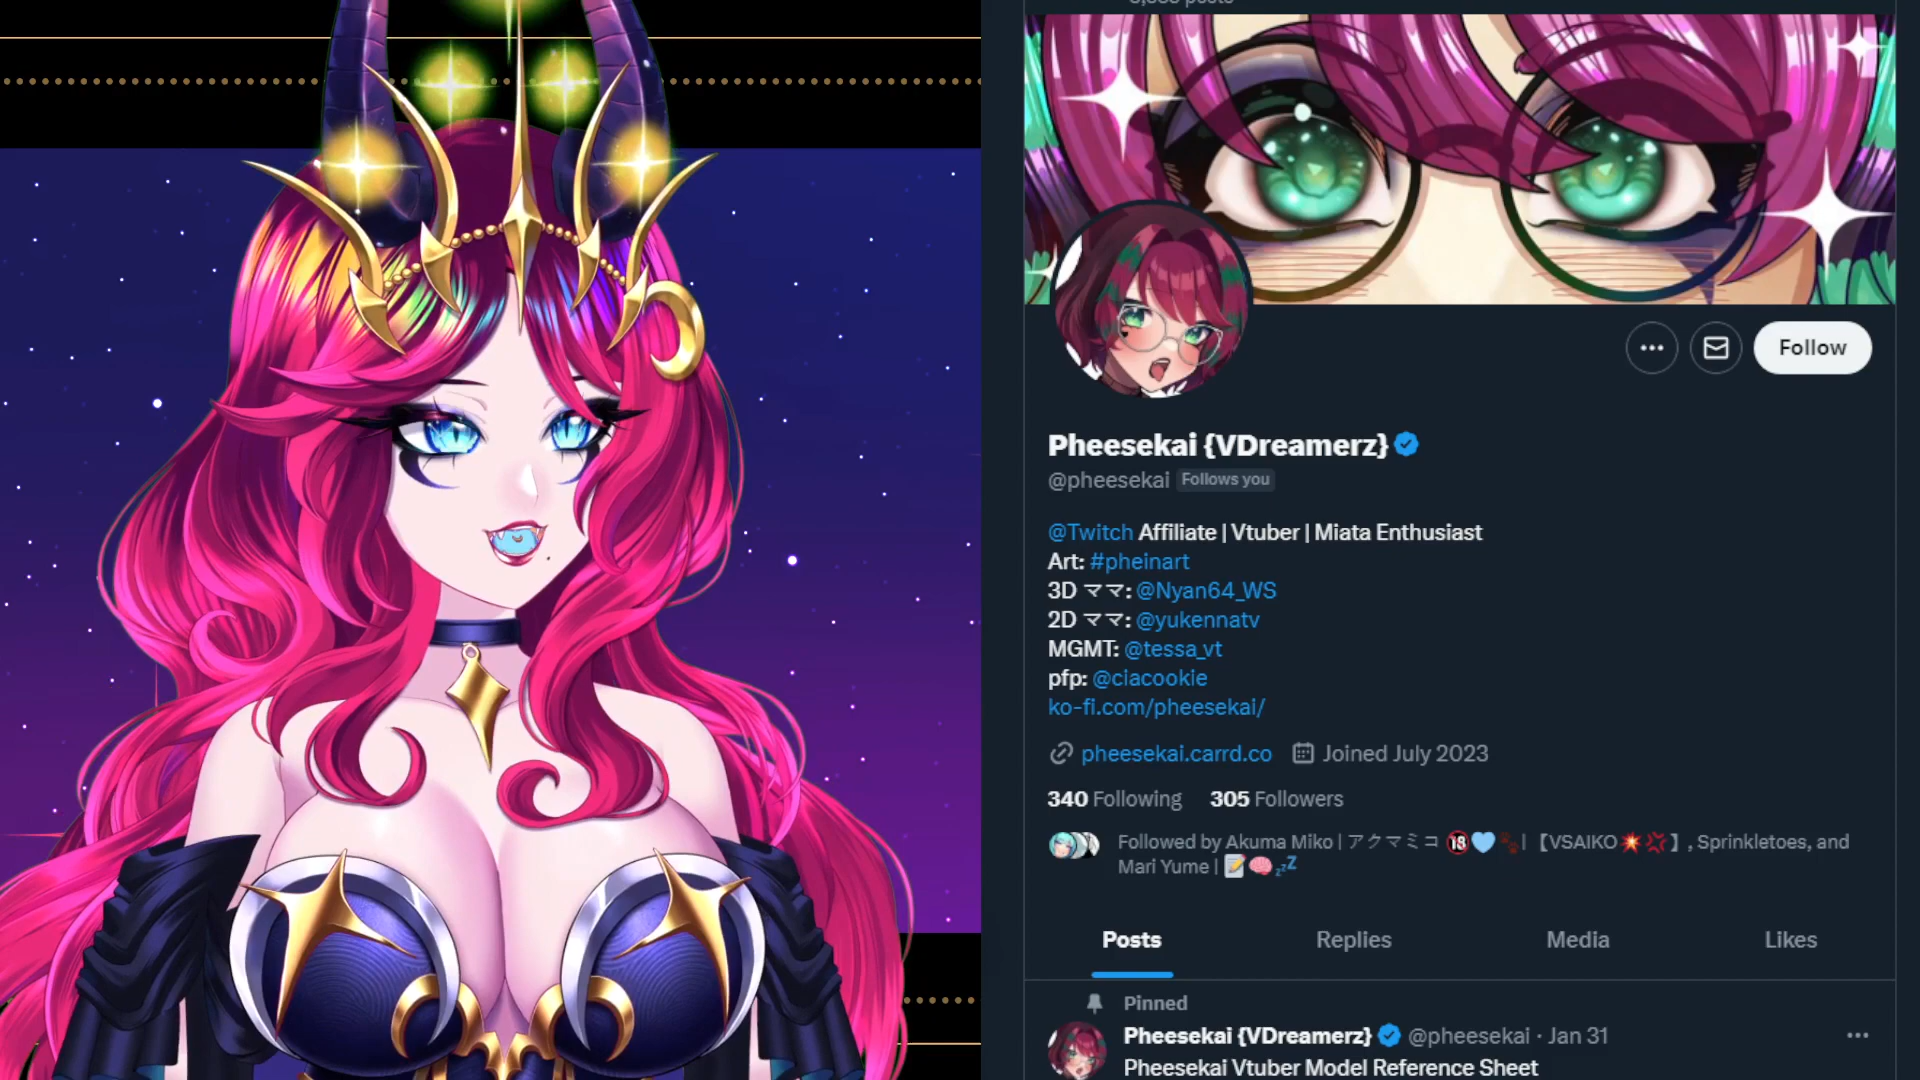 Follow
Pheesekai {VDreamerz}
@pheesekai Follows you
@Twitch Affiliate | Vtuber | Miata Enthusiast
Art: #pheinart
3D ママ: @Nyan64_WS
2D ママ: @yukennatv
MGMT: @tessa_vt
pfp: @ciacookie
ko-fi.com/pheesekai/
pheesekai.carrd.co Joined July 2023
340 Following 305 Followers
Followed by Akuma Miko | アクマミコ 🔞🩵🐾 | 【VSAIKO💥💢】, Sprinkletoes, and
Mari Yume | 📝🧠💤
Posts Replies Media Likes
Pinned
Pheesekai {VDreamerz} @pheesekai · Jan 31
Pheesekai Vtuber Model Reference Sheet